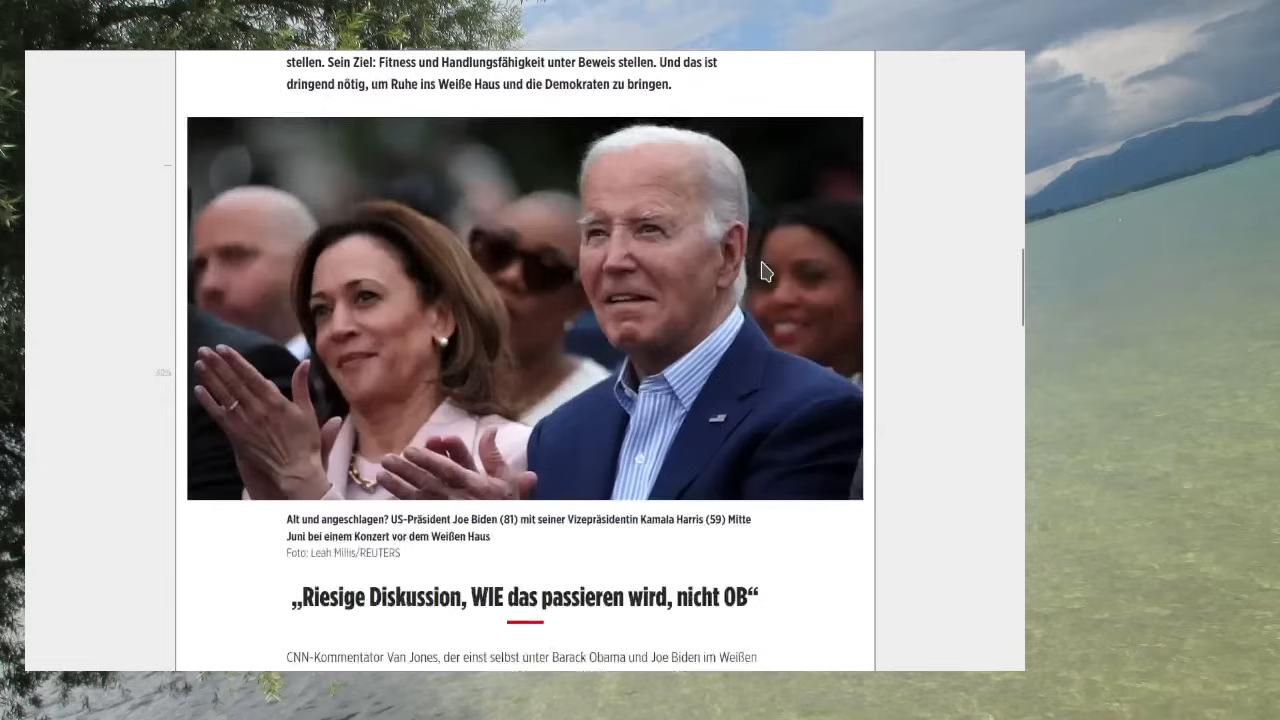 stellen. Sein Ziel: Fitness und Handlungsfähigkeit unter Beweis stellen. Und das ist
dringend nötig, um Ruhe ins Weiße Haus und die Demokraten zu bringen.
60%
Alt und angeschlagen? US-Präsident Joe Biden (81) mit seiner Vizepräsidentin Kamala Harris (59) Mitte
Juni bei einem Konzert vor dem Weißen Haus
Foto: Leah Millis/REUTERS
„Riesige Diskussion, WIE das passieren wird, nicht OB“
CNN-Kommentator Van Jones, der einst selbst unter Barack Obama und Joe Biden im Weißen